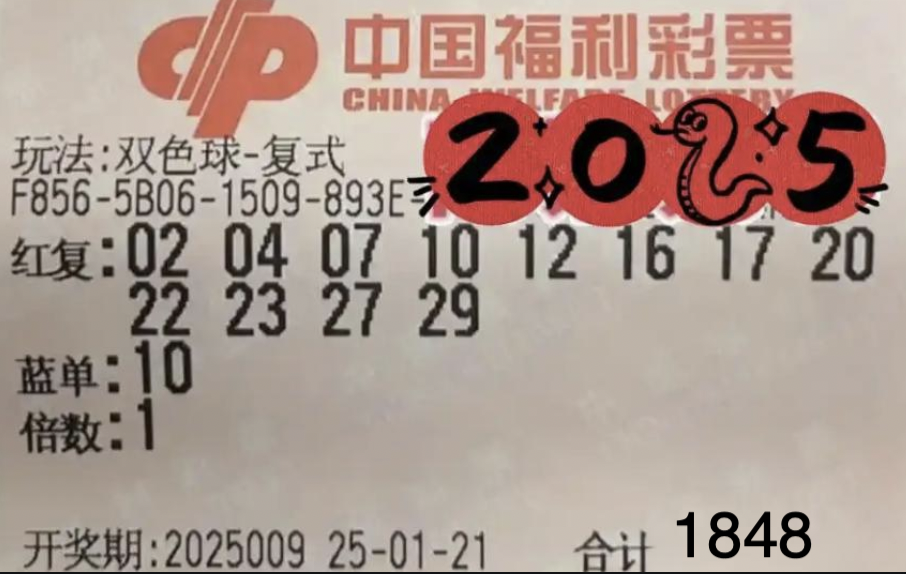 中国福利彩票
CHINA WELFARE LOTTERY
2025
玩法:双色球-复式
F856-5B06-1509-893E-
红复:02 04 07 10 12 16 17 20
22 23 27 29
蓝单:10
倍数:1
开奖期:2025009 25-01-21 合计 1848